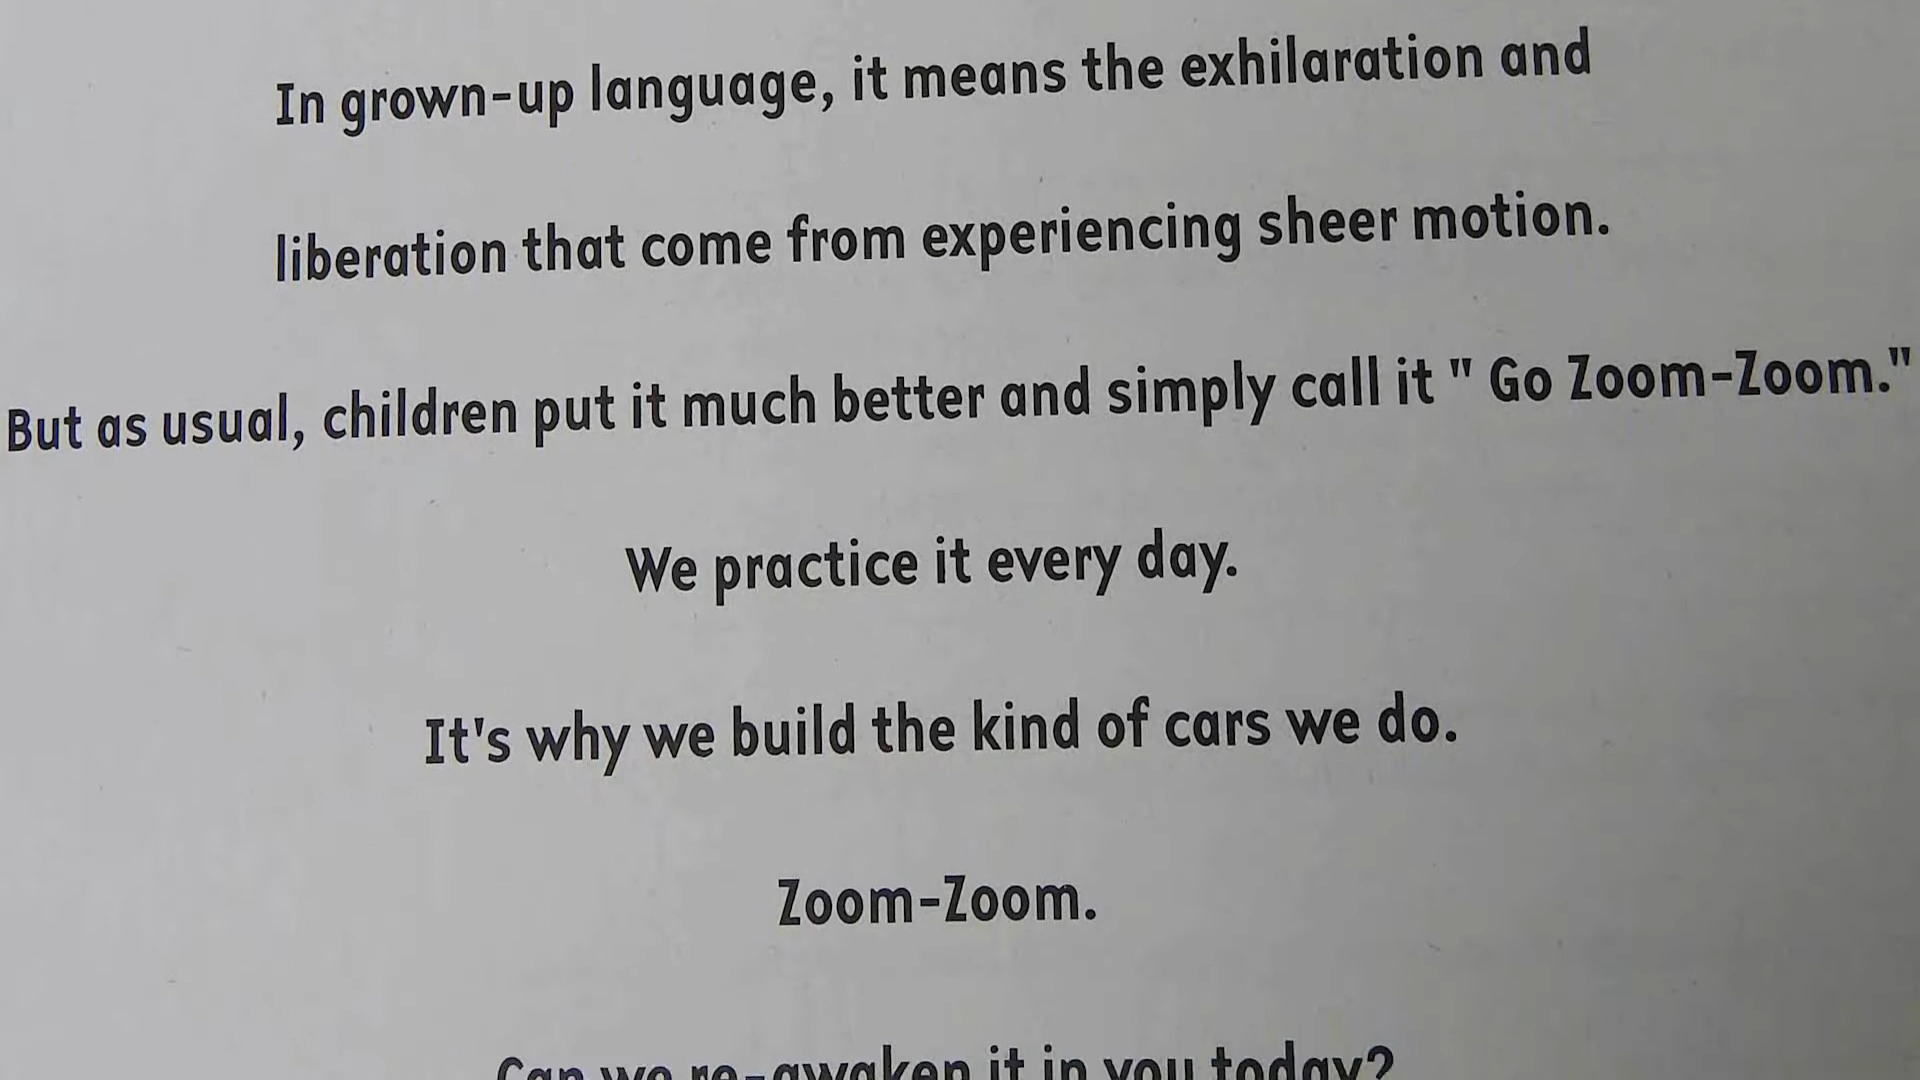 In grown-up language, it means the exhilaration and
liberation that come from experiencing sheer motion.
But as usual, children put it much better and simply call it " Go Zoom-Zoom."
We practice it every day.
It's why we build the kind of cars we do.
Zoom-Zoom.
Can we re-awaken it in you today?